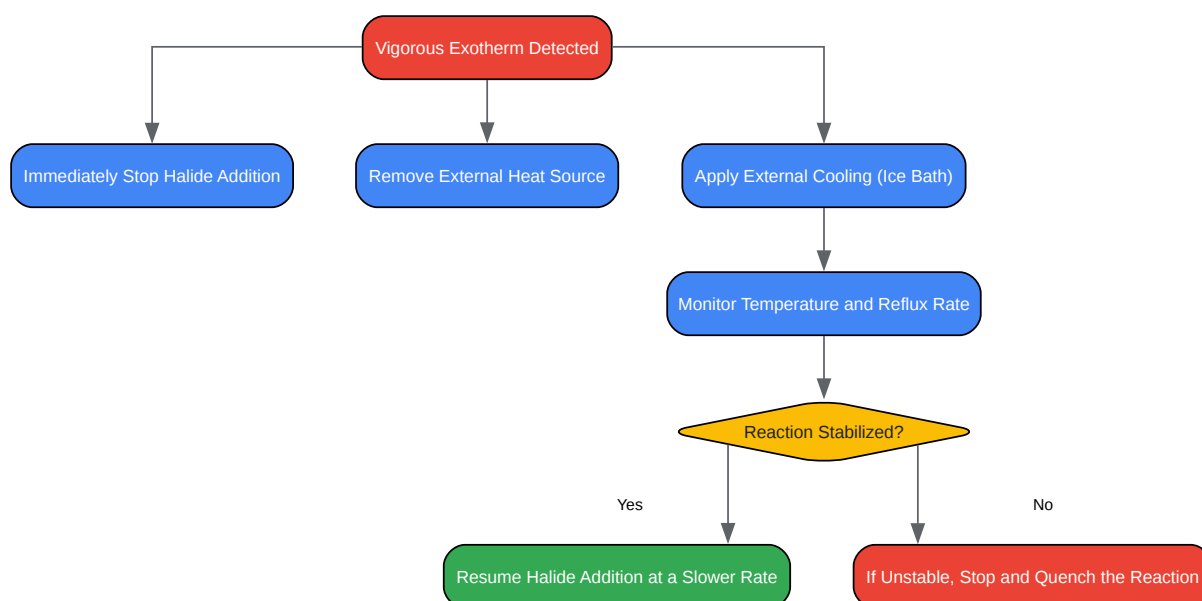 Vigorous Exotherm Detected
Immediately Stop Halide Addition
Remove External Heat Source
Apply External Cooling (Ice Bath)
Monitor Temperature and Reflux Rate
Reaction Stabilized?
Yes
No
Resume Halide Addition at a Slower Rate
If Unstable, Stop and Quench the Reaction